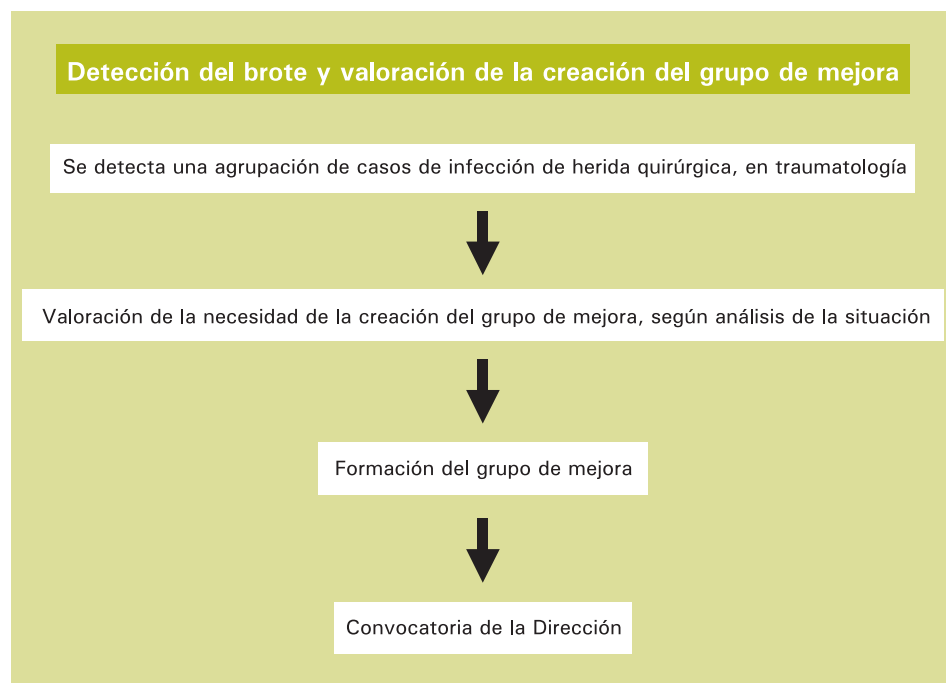 Detección del brote y valoración de la creación del grupo de mejora
Se detecta una agrupación de casos de infección de herida quirúrgica, en traumatología
Valoración de la necesidad de la creación del grupo de mejora, según análisis de la situación
Formación del grupo de mejora
Convocatoria de la Dirección